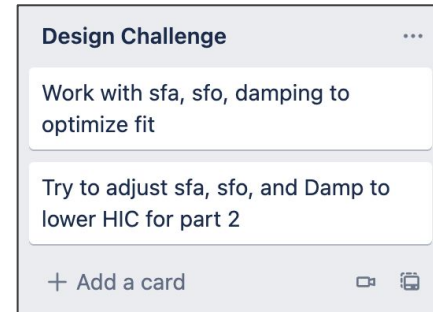 Design Challenge
Work with sfa, sfo, damping to
optimize fit
Try to adjust sfa, sfo, and Damp to
lower HIC for part 2
+ Add a card